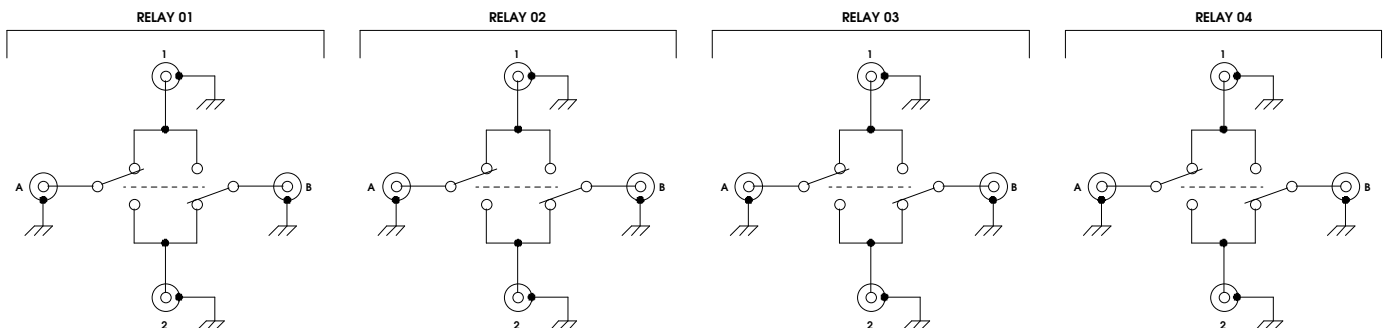 RELAY 01 RELAY 02 RELAY 03 RELAY 04
1 1 1 1
A B A B A B A B
2 2 2 2